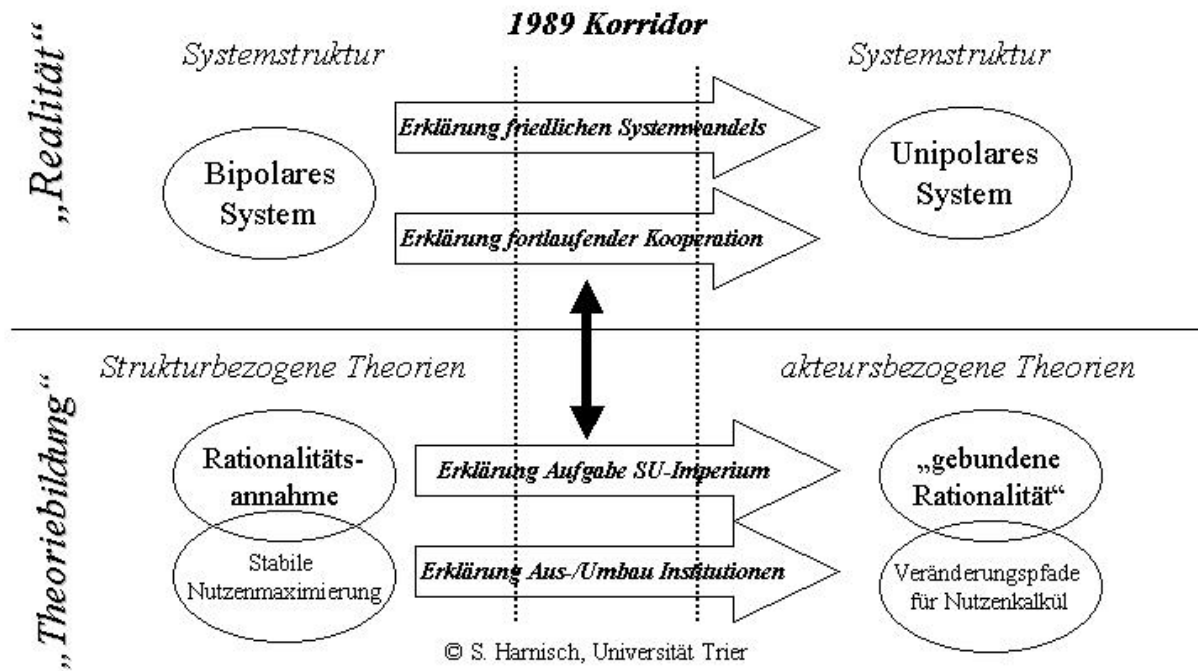 1989 Korridor
„Realität“
Systemstruktur
Systemstruktur
Erklärung friedlichen Systemwandels
Bipolares
System
Unipolares
System
Erklärung fortlaufender Kooperation
„Theoriebildung“
Strukturbezogene Theorien
akteursbezogene Theorien
Rationalitäts-
annahme
Erklärung Aufgabe SU-Imperium
„gebundene
Rationalität“
Stabile
Nutzenmaximierung
Erklärung Aus-/Umbau Institutionen
Veränderungspfade
für Nutzenkalkül
© S. Harnisch, Universität Trier